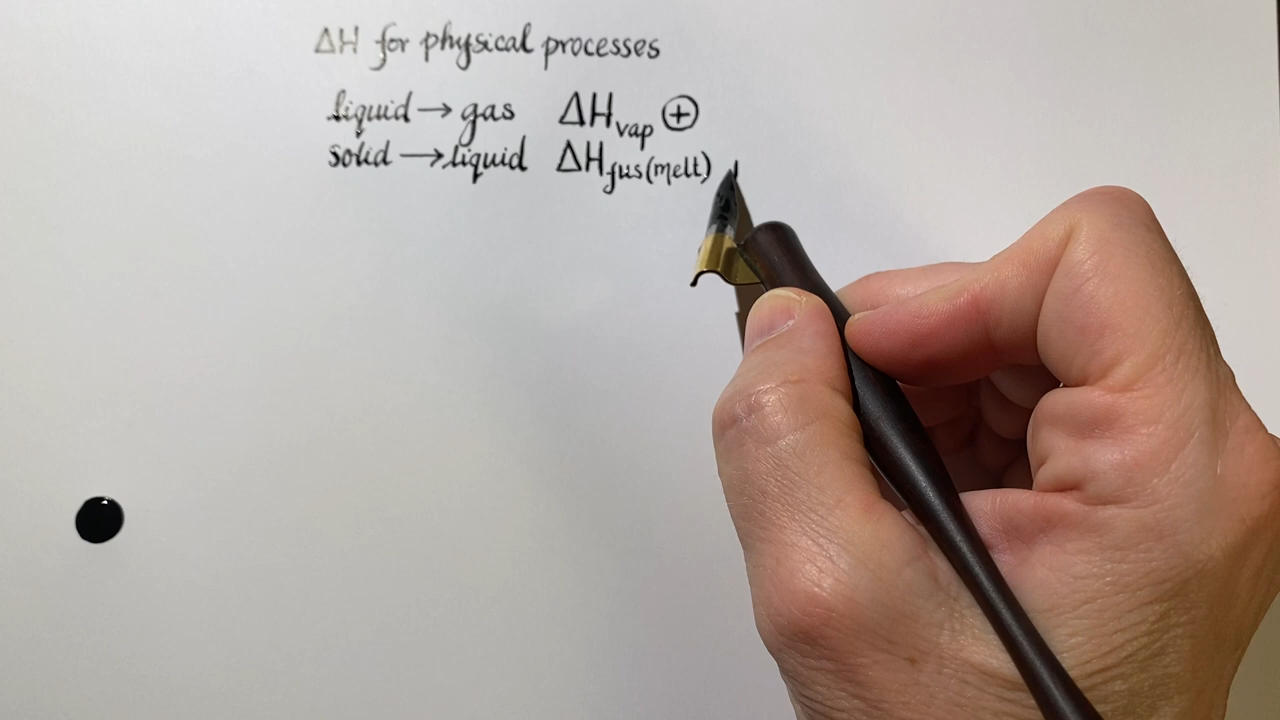 ΔH for physical processes
liquid → gas ΔHvap ⊕
solid → liquid ΔHfus(melt)